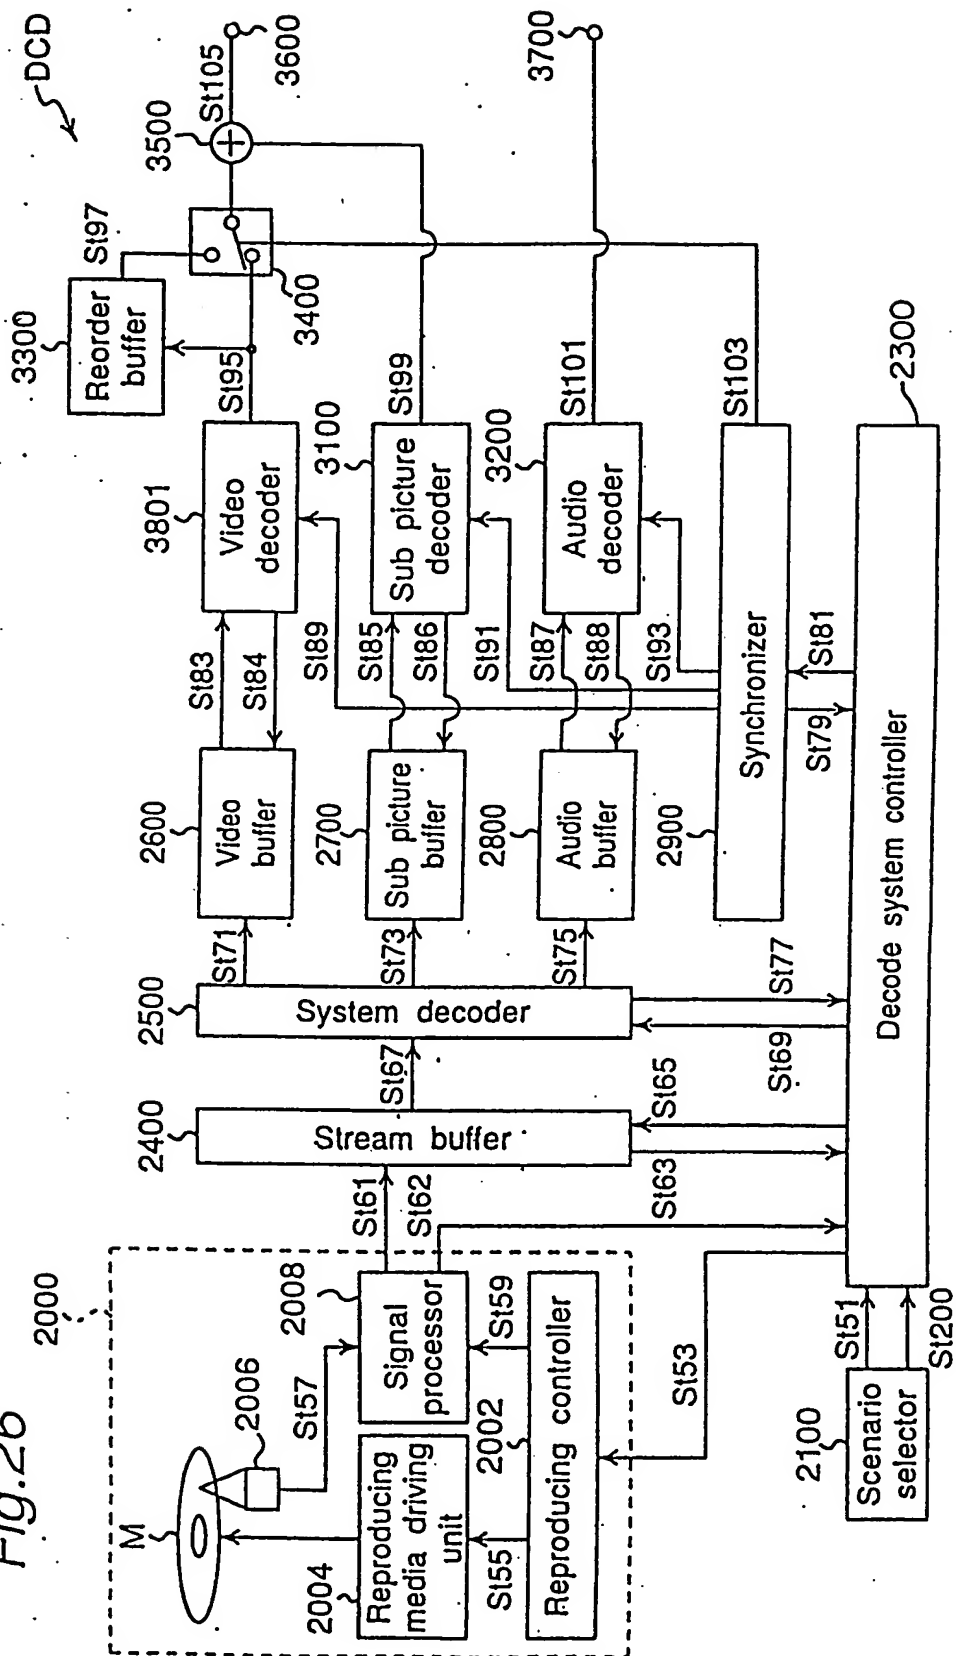 Fig.26
DCD
2000
M
2006
2004
Reproducing
media driving
unit
St57
2008
Signal
processor
St55
2002
St59
Reproducing controller
St53
2100
Scenario
selector
St51
St200
St61
St62
2400
Stream buffer
St63
St65
St67
2500
System decoder
St69
St77
St71
St73
St75
2600
Video
buffer
2700
Sub picture
buffer
2800
Audio
buffer
2900
Synchronizer
St79
St81
Decode system controller
2300
St83
St84
St89
St85
St86
St91
St87
St88
St93
3801
Video
decoder
3100
Sub picture
decoder
3200
Audio
decoder
St95
St99
St101
St103
3300
Reorder
buffer
St97
3400
3500
St105
3600
3700